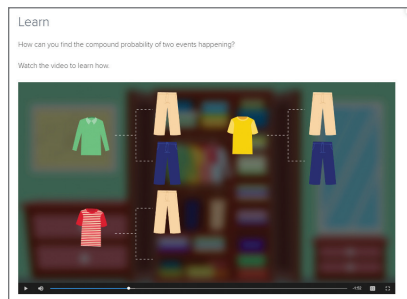 Learn
How can you find the compound probability of two events happening?
Watch the video to learn how.